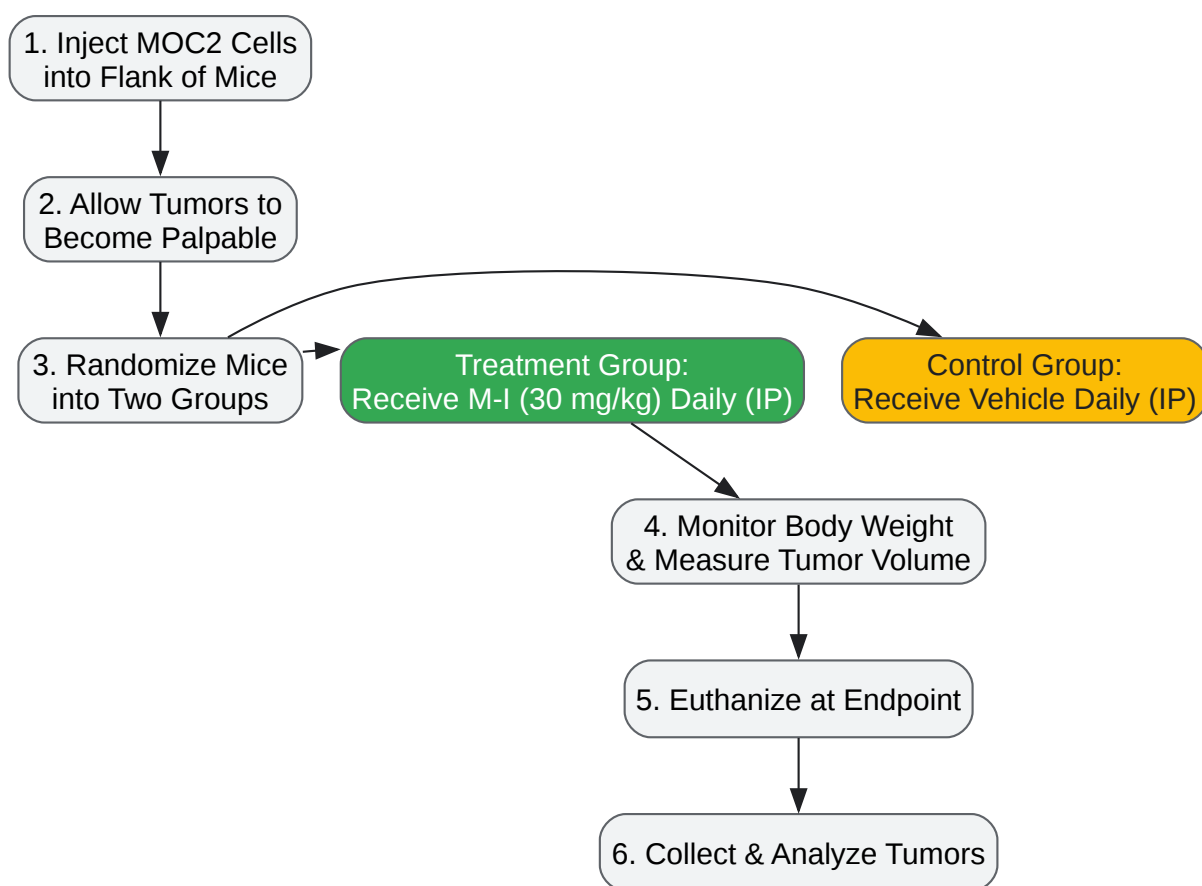 1. Inject MOC2 Cells
into Flank of Mice
2. Allow Tumors to
Become Palpable
3. Randomize Mice
into Two Groups
Treatment Group:
Receive M-I (30 mg/kg) Daily (IP)
Control Group:
Receive Vehicle Daily (IP)
4. Monitor Body Weight
& Measure Tumor Volume
5. Euthanize at Endpoint
6. Collect & Analyze Tumors